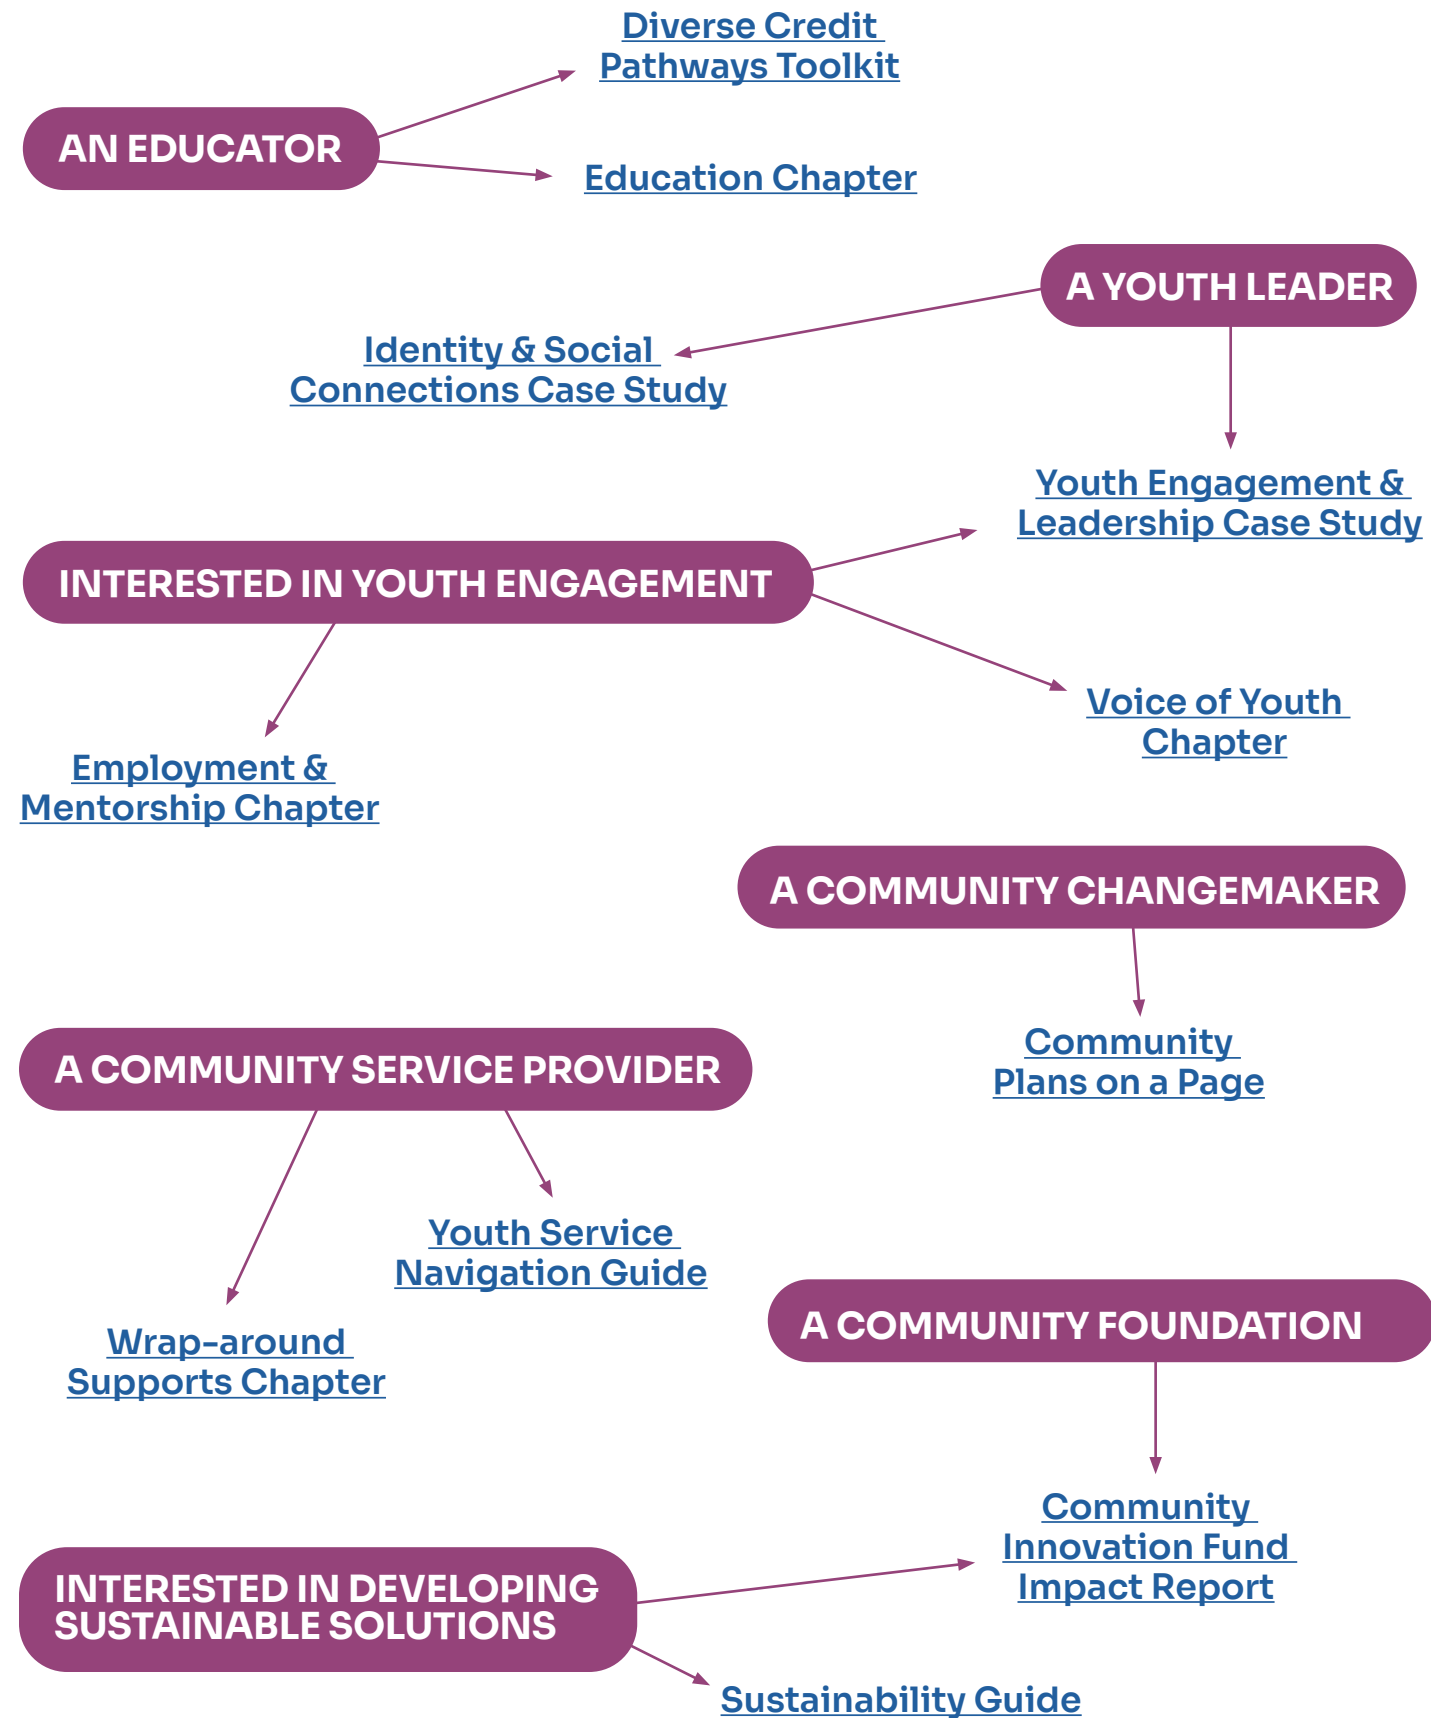 Diverse Credit
Pathways Toolkit
AN EDUCATOR
Education Chapter
A YOUTH LEADER
Identity & Social
Connections Case Study
Youth Engagement &
Leadership Case Study
INTERESTED IN YOUTH ENGAGEMENT
Voice of Youth
Chapter
Employment &
Mentorship Chapter
A COMMUNITY CHANGEMAKER
Community
Plans on a Page
A COMMUNITY SERVICE PROVIDER
Youth Service
Navigation Guide
Wrap-around
Supports Chapter
A COMMUNITY FOUNDATION
Community
Innovation Fund
Impact Report
INTERESTED IN DEVELOPING
SUSTAINABLE SOLUTIONS
Sustainability Guide